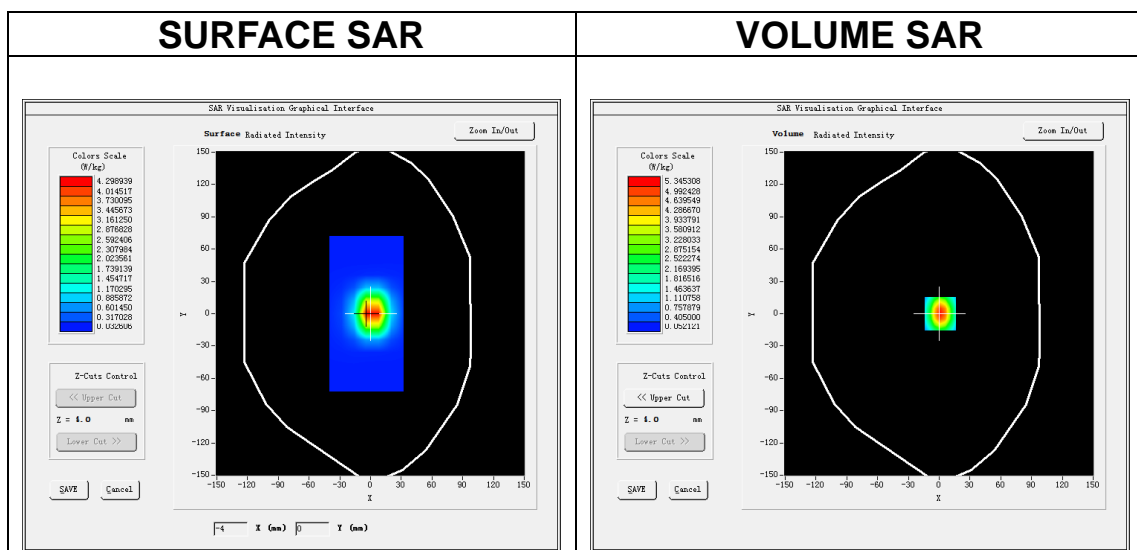 SURFACE SAR
VOLUME SAR
SAR Visualisation Graphical Interface
Surface Radiated Intensity
Zoom In/Out
Colors Scale
(W/kg)
4.298939
4.014517
3.730095
3.445673
3.161250
2.876828
2.592406
2.307984
2.023561
1.739139
1.454717
1.170295
0.885872
0.601450
0.317028
0.032606
Z-Cuts Control
<< Upper Cut
Z = 4.0 mm
Lower Cut >>
SAVE Cancel
150
120
90
60
30
0
-30
-60
-90
-120
-150
Y
-150 -120 -90 -60 -30 0 30 60 90 120 150
X
-4 X (mm) 0 Y (mm)
SAR Visualisation Graphical Interface
Volume Radiated Intensity
Zoom In/Out
Colors Scale
(W/kg)
5.345308
4.992428
4.639549
4.286670
3.933791
3.580912
3.228033
2.875154
2.522274
2.169395
1.816516
1.463637
1.110758
0.757879
0.405000
0.052121
Z-Cuts Control
<< Upper Cut
Z = 4.0 mm
Lower Cut >>
SAVE Cancel
150
120
90
60
30
0
-30
-60
-90
-120
-150
Y
-150 -120 -90 -60 -30 0 30 60 90 120 150
X